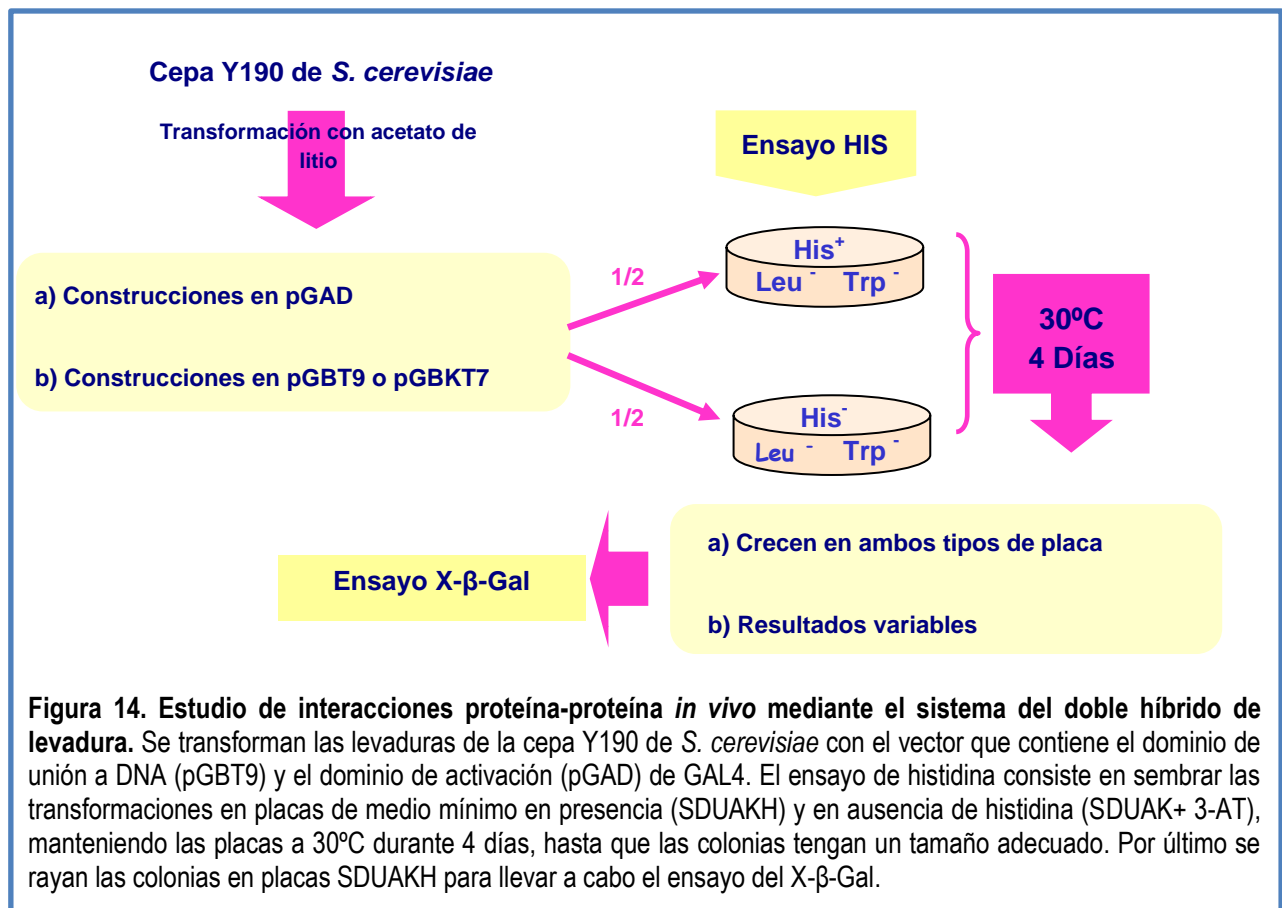 Cepa Y190 de S. cerevisiae
Transformación con acetato de
litio
Ensayo HIS
a) Construcciones en pGAD
b) Construcciones en pGBT9 o pGBKT7
1/2
1/2
His⁺
Leu ⁻ Trp ⁻
His⁻
Leu ⁻ Trp ⁻
30ºC
4 Días
a) Crecen en ambos tipos de placa
b) Resultados variables
Ensayo X-β-Gal
Figura 14. Estudio de interacciones proteína-proteína in vivo mediante el sistema del doble híbrido de
levadura. Se transforman las levaduras de la cepa Y190 de S. cerevisiae con el vector que contiene el dominio de
unión a DNA (pGBT9) y el dominio de activación (pGAD) de GAL4. El ensayo de histidina consiste en sembrar las
transformaciones en placas de medio mínimo en presencia (SDUAKH) y en ausencia de histidina (SDUAK+ 3-AT),
manteniendo las placas a 30ºC durante 4 días, hasta que las colonias tengan un tamaño adecuado. Por último se
rayan las colonias en placas SDUAKH para llevar a cabo el ensayo del X-β-Gal.